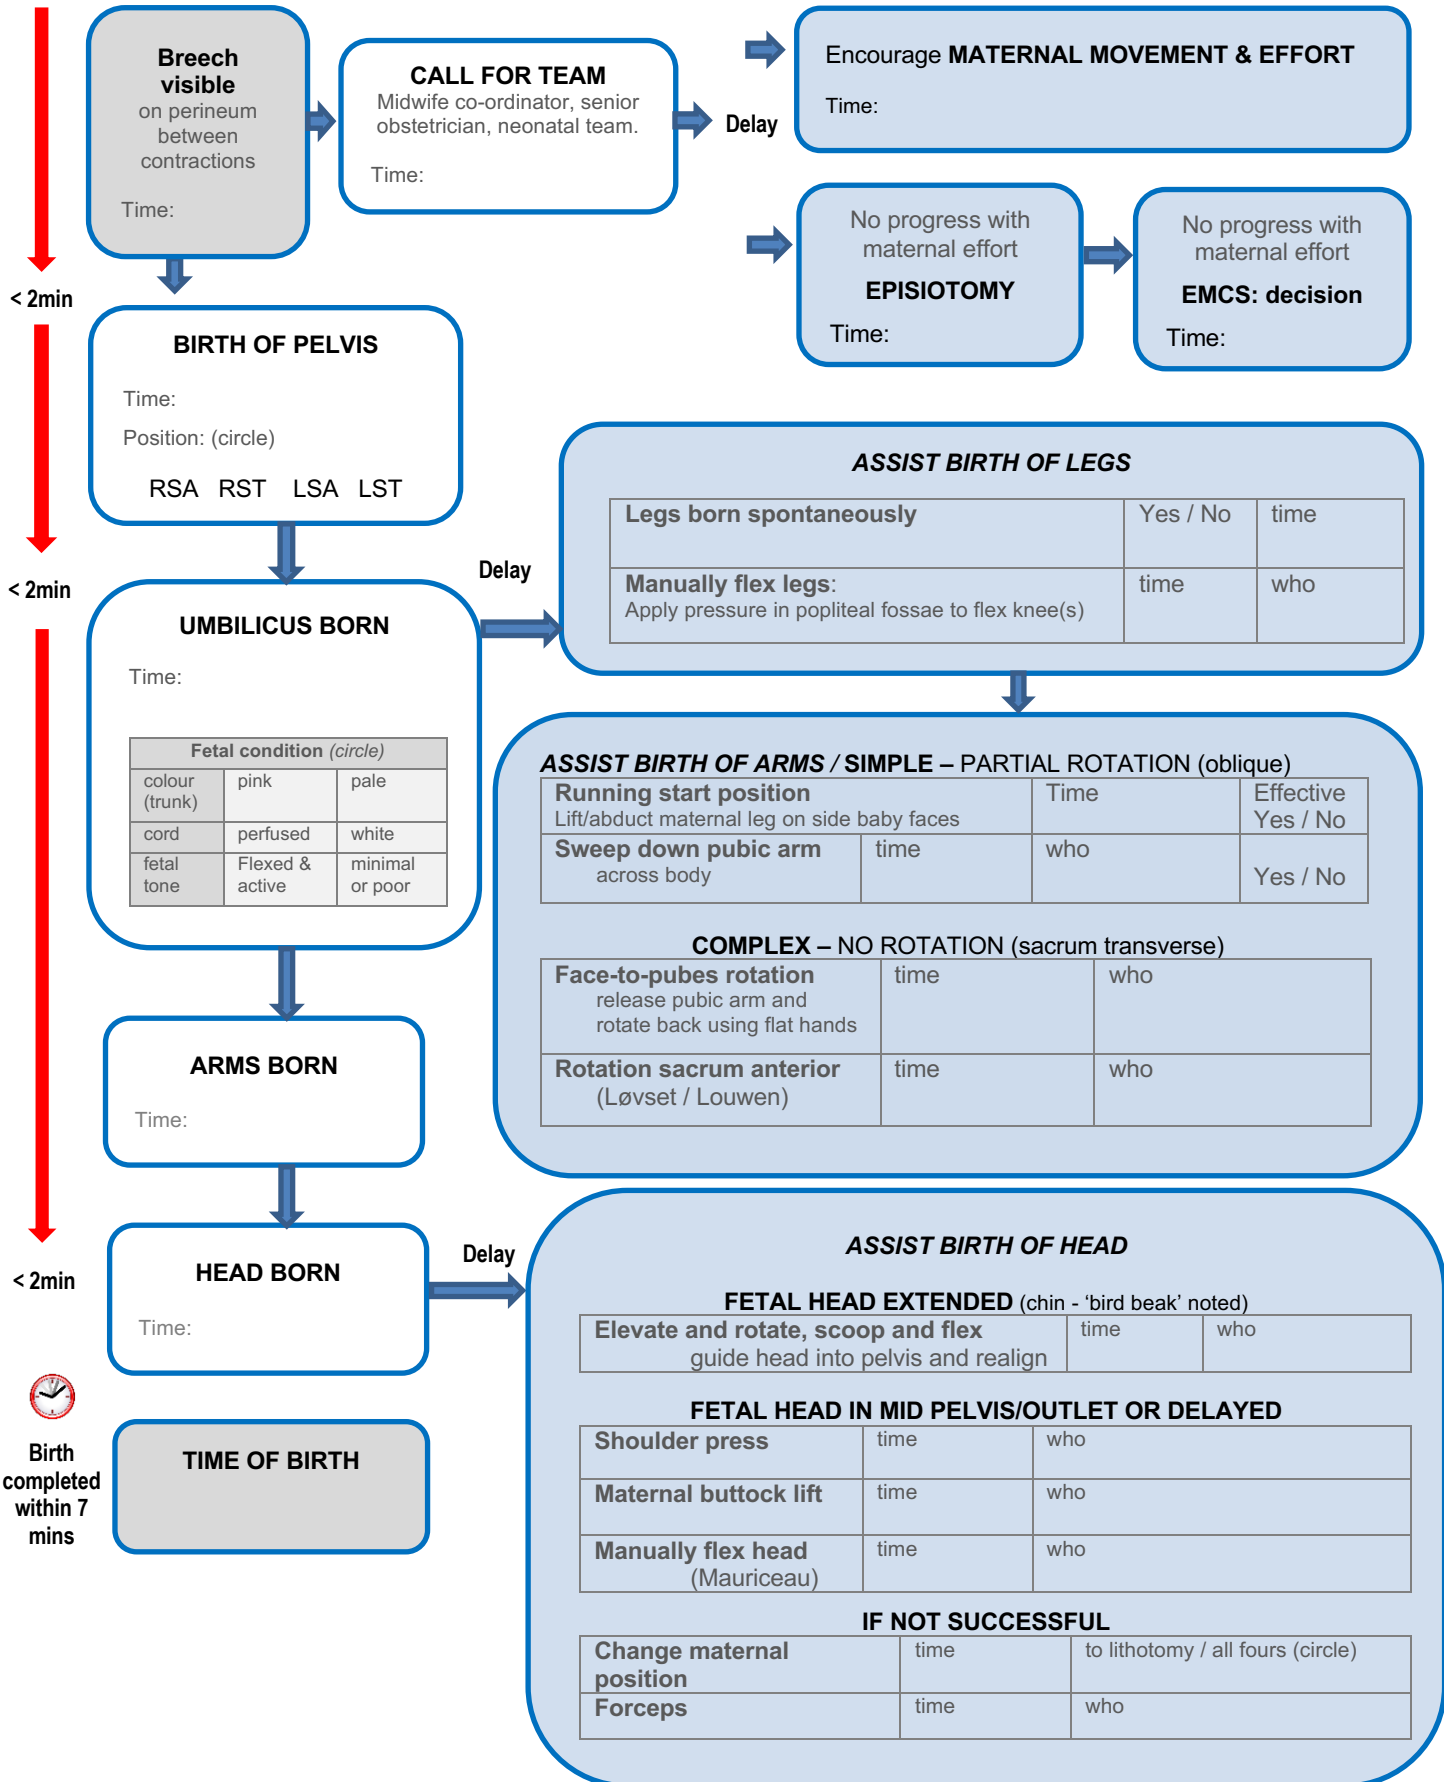 Breech
visible
on perineum
between
contractions
Time:
CALL FOR TEAM
Midwife co-ordinator, senior
obstetrician, neonatal team.
Time:
Delay
Encourage MATERNAL MOVEMENT & EFFORT
Time:
No progress with
maternal effort
EPISIOTOMY
Time:
No progress with
maternal effort
EMCS: decision
Time:
< 2min
BIRTH OF PELVIS
Time:
Position: (circle)
RSA RST LSA LST
< 2min
UMBILICUS BORN
Time:
Fetal condition (circle)
colour
(trunk)
pink
pale
cord
perfused
white
fetal
tone
Flexed &
active
minimal
or poor
Delay
ASSIST BIRTH OF LEGS
Legs born spontaneously
Yes / No
time
Manually flex legs:
Apply pressure in popliteal fossae to flex knee(s)
time
who
ASSIST BIRTH OF ARMS / SIMPLE – PARTIAL ROTATION (oblique)
Running start position
Lift/abduct maternal leg on side baby faces
Time
Effective
Yes / No
Sweep down pubic arm
across body
time
who
Yes / No
COMPLEX – NO ROTATION (sacrum transverse)
Face-to-pubes rotation
release pubic arm and
rotate back using flat hands
time
who
Rotation sacrum anterior
(Løvset / Louwen)
time
who
ARMS BORN
Time:
< 2min
HEAD BORN
Time:
Delay
ASSIST BIRTH OF HEAD
FETAL HEAD EXTENDED (chin - ‘bird beak’ noted)
Elevate and rotate, scoop and flex
guide head into pelvis and realign
time
who
FETAL HEAD IN MID PELVIS/OUTLET OR DELAYED
Shoulder press
time
who
Maternal buttock lift
time
who
Manually flex head
(Mauriceau)
time
who
IF NOT SUCCESSFUL
Change maternal
position
time
to lithotomy / all fours (circle)
Forceps
time
who
Birth
completed
within 7
mins
TIME OF BIRTH